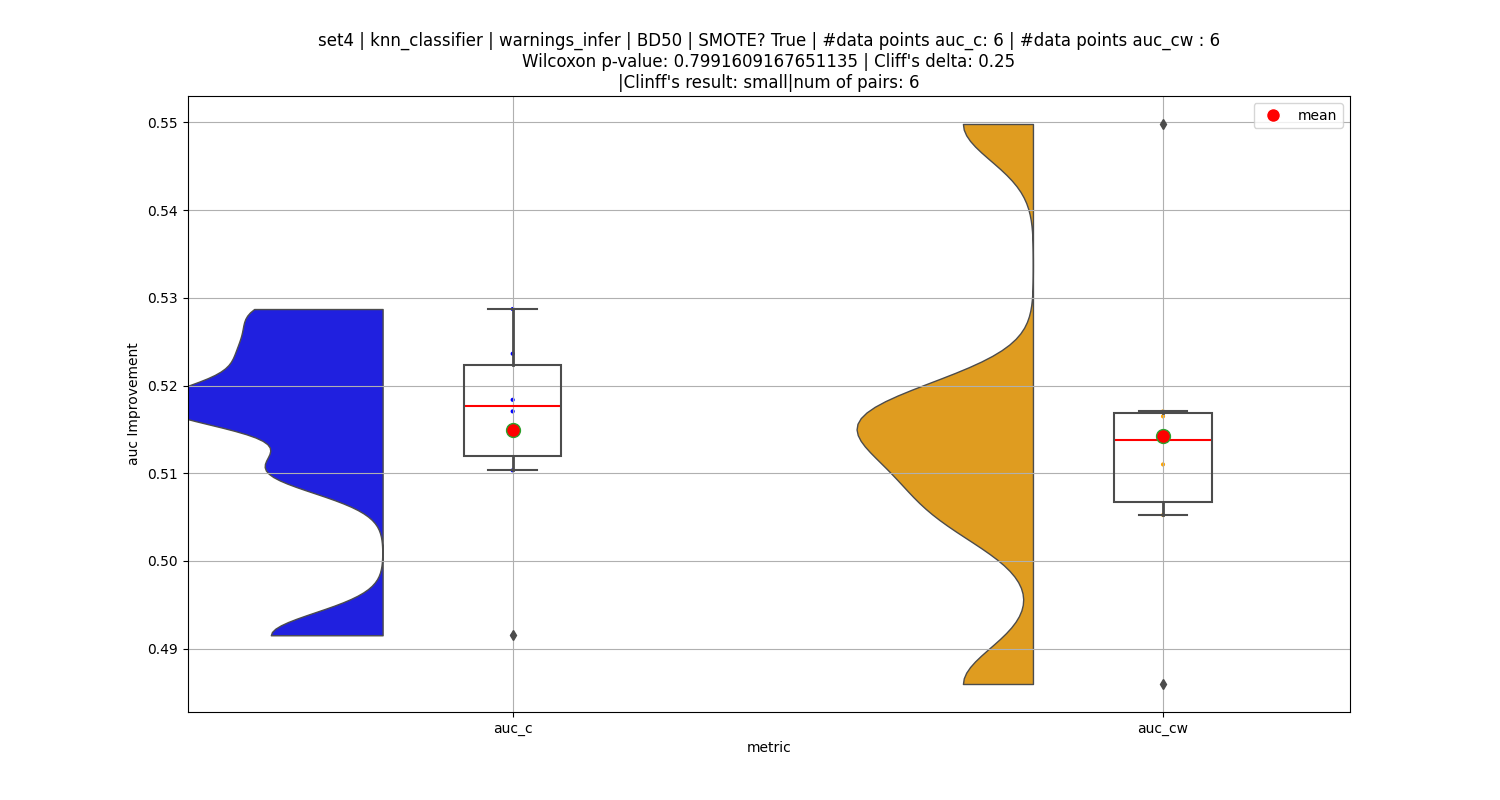 set4 | knn_classifier | warnings_infer | BD50 | SMOTE? True | #data points auc_c: 6 | #data points auc_cw : 6
Wilcoxon p-value: 0.7991609167651135 | Cliff's delta: 0.25
|Clinff's result: small|num of pairs: 6
mean
0.55
0.54
0.53
0.52
0.51
0.50
0.49
auc Improvement
auc_c
auc_cw
metric